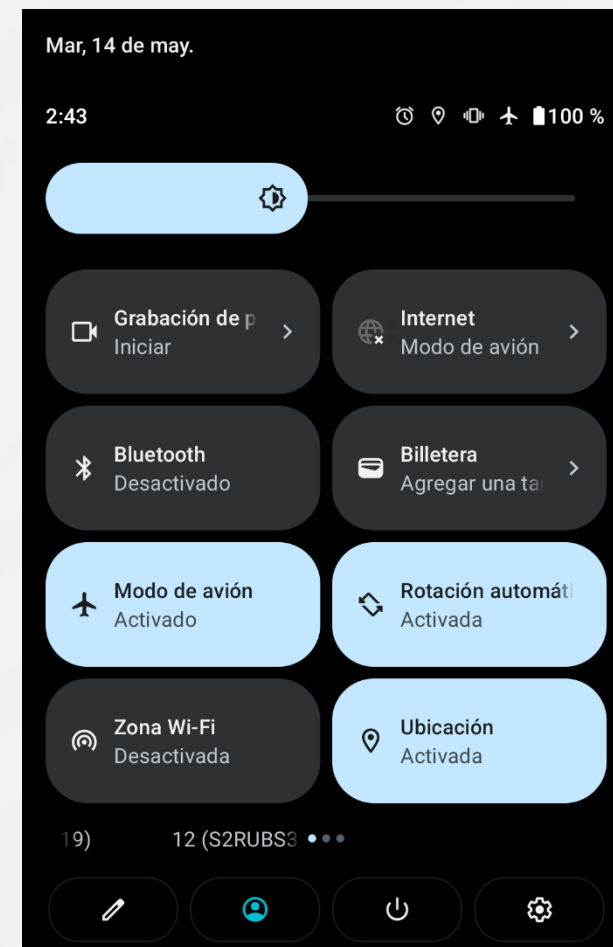 Mar, 14 de may.
2:43
100 %
Grabación de p
Iniciar
Internet
Modo de avión
Bluetooth
Desactivado
Billetera
Agregar una ta
Modo de avión
Activado
Rotación automáti
Activada
Zona Wi-Fi
Desactivada
Ubicación
Activada
19) 12 (S2RUBS3